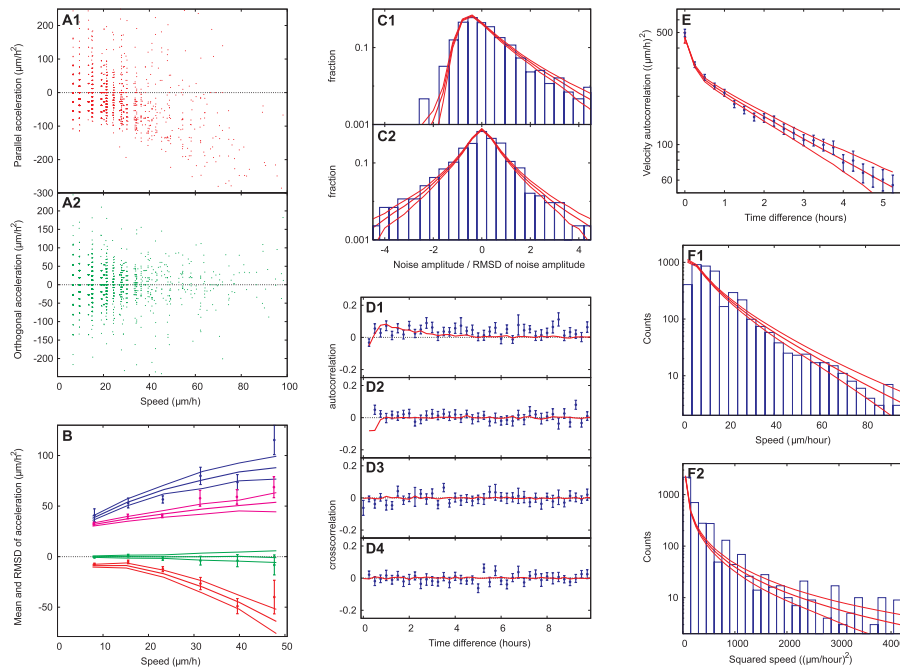 A1
Parallel acceleration (μm/h²)
200
100
0
-100
-200
-300
A2
Orthogonal acceleration (μm/h²)
200
150
100
50
0
-50
-100
-150
-200
0 20 40 60 80 100
Speed (μm/h)
B
Mean and RMSD of acceleration (μm/h²)
100
50
0
-50
0 10 20 30 40 50
Speed (μm/h)
C1
fraction
0.1
0.001
C2
fraction
0.1
0.001
-4 -2 0 2 4
Noise amplitude / RMSD of noise amplitude
D1
autocorrelation
0.2
0
-0.2
D2
0.2
0
-0.2
D3
crosscorrelation
0.2
0
-0.2
D4
0.2
0
-0.2
0 2 4 6 8
Time difference (hours)
E
Velocity autocorrelation ((μm/h)²)
500
100
60
0 1 2 3 4 5
Time difference (hours)
F1
Counts
1000
100
10
0 20 40 60 80
Speed (μm/hour)
F2
Counts
1000
100
10
0 1000 2000 3000 4000
Squared speed ((μm/hour)²)